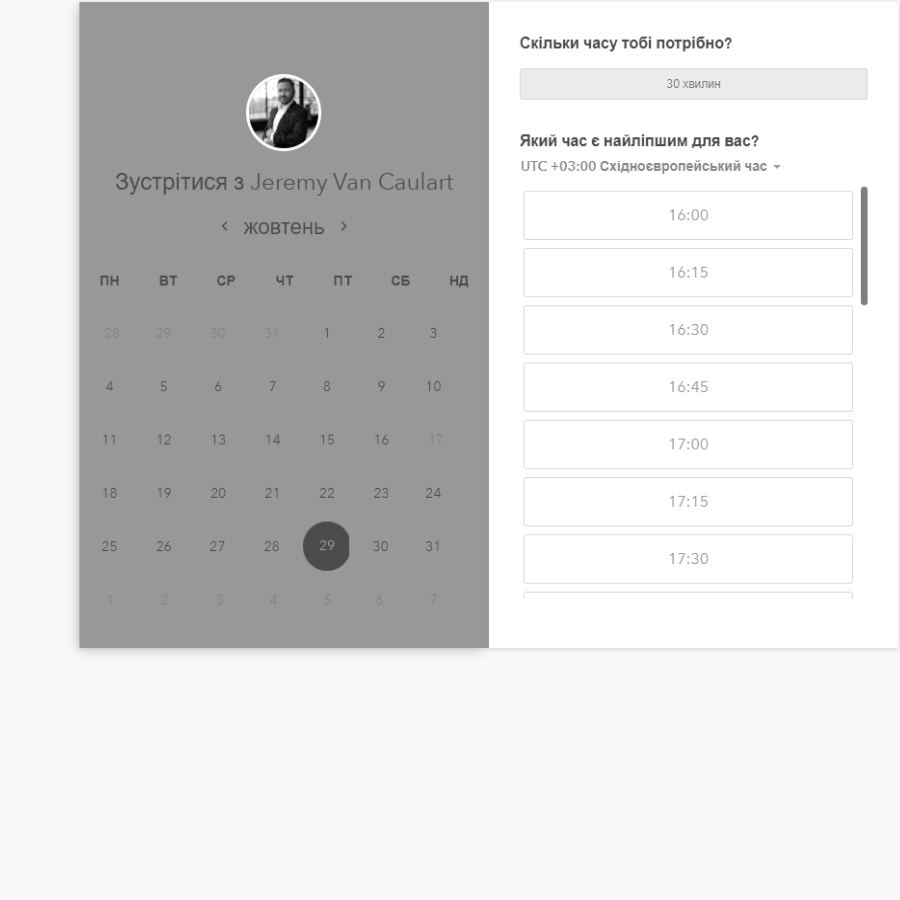 Зустрітися з Jeremy Van Caulart
жовтень
ПН ВТ СР ЧТ ПТ СБ НД
28 29 30 31 1 2 3
4 5 6 7 8 9 10
11 12 13 14 15 16 17
18 19 20 21 22 23 24
25 26 27 28 29 30 31
1 2 3 4 5 6 7
Скільки часу тобі потрібно?
30 хвилин
Який час є найліпшим для вас?
UTC +03:00 Східноєвропейський час
16:00
16:15
16:30
16:45
17:00
17:15
17:30